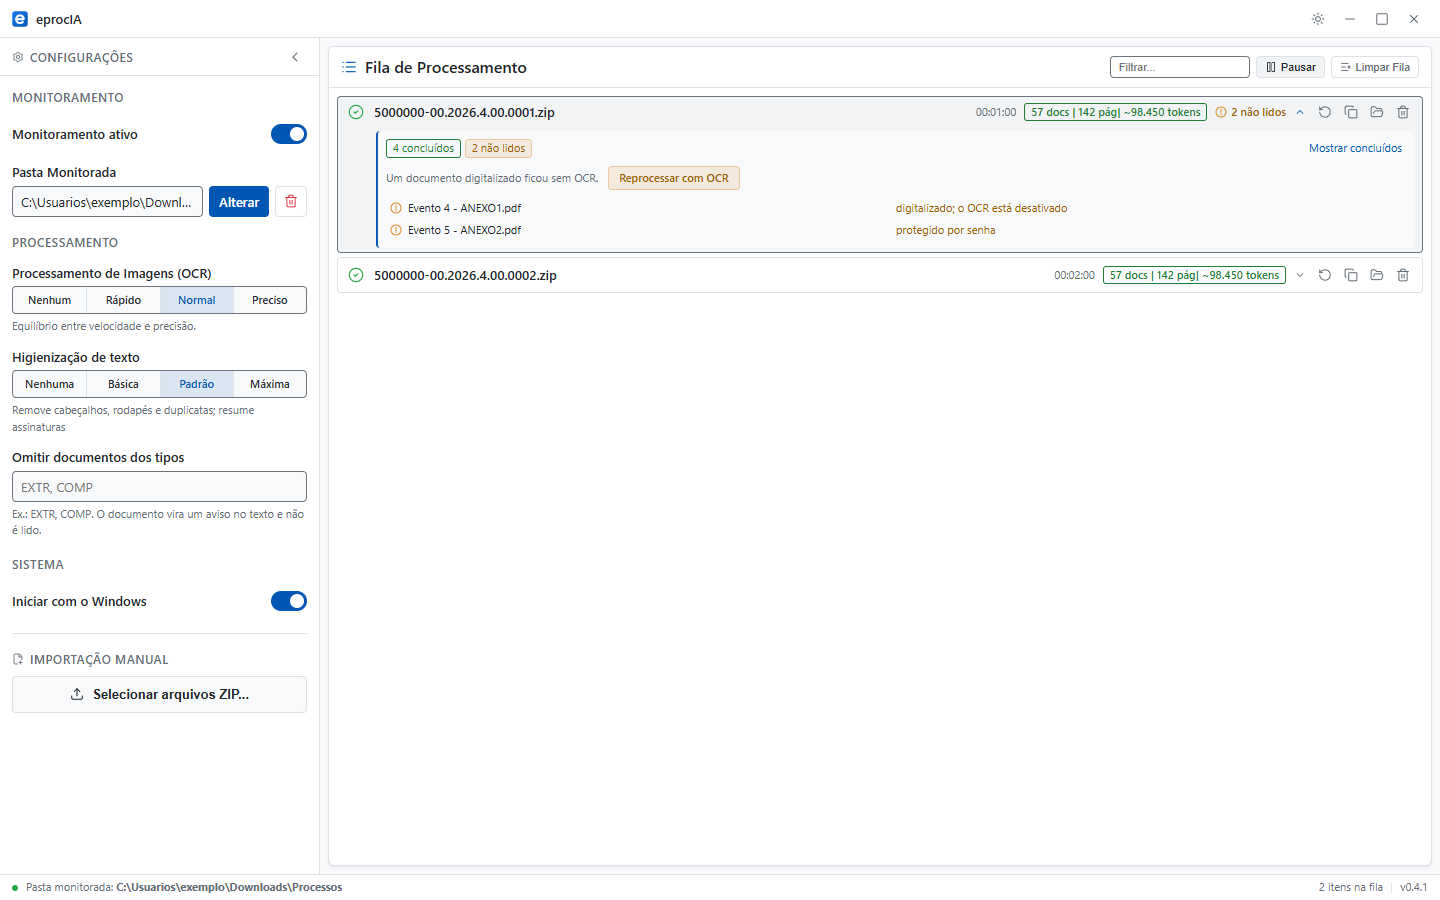 eprocIA
CONFIGURAÇÕES
MONITORAMENTO
Monitoramento ativo
Pasta Monitorada
C:\Usuarios\exemplo\Downl...
Alterar
PROCESSAMENTO
Processamento de Imagens (OCR)
Nenhum Rápido Normal Preciso
Equilíbrio entre velocidade e precisão.
Higienização de texto
Nenhuma Básica Padrão Máxima
Remove cabeçalhos, rodapés e duplicatas; resume
assinaturas
Omitir documentos dos tipos
EXTR, COMP
Ex.: EXTR, COMP. O documento vira um aviso no texto e não
é lido.
SISTEMA
Iniciar com o Windows
IMPORTAÇÃO MANUAL
Selecionar arquivos ZIP...
Fila de Processamento
Filtrar...
Pausar
Limpar Fila
5000000-00.2026.4.00.0001.zip
00:01:00
57 docs | 142 pág| ~98.450 tokens
2 não lidos
4 concluídos
2 não lidos
Mostrar concluídos
Um documento digitalizado ficou sem OCR.
Reprocessar com OCR
Evento 4 - ANEXO1.pdf
digitalizado; o OCR está desativado
Evento 5 - ANEXO2.pdf
protegido por senha
5000000-00.2026.4.00.0002.zip
00:02:00
57 docs | 142 pág| ~98.450 tokens
Pasta monitorada: C:\Usuarios\exemplo\Downloads\Processos
2 itens na fila
v0.4.1